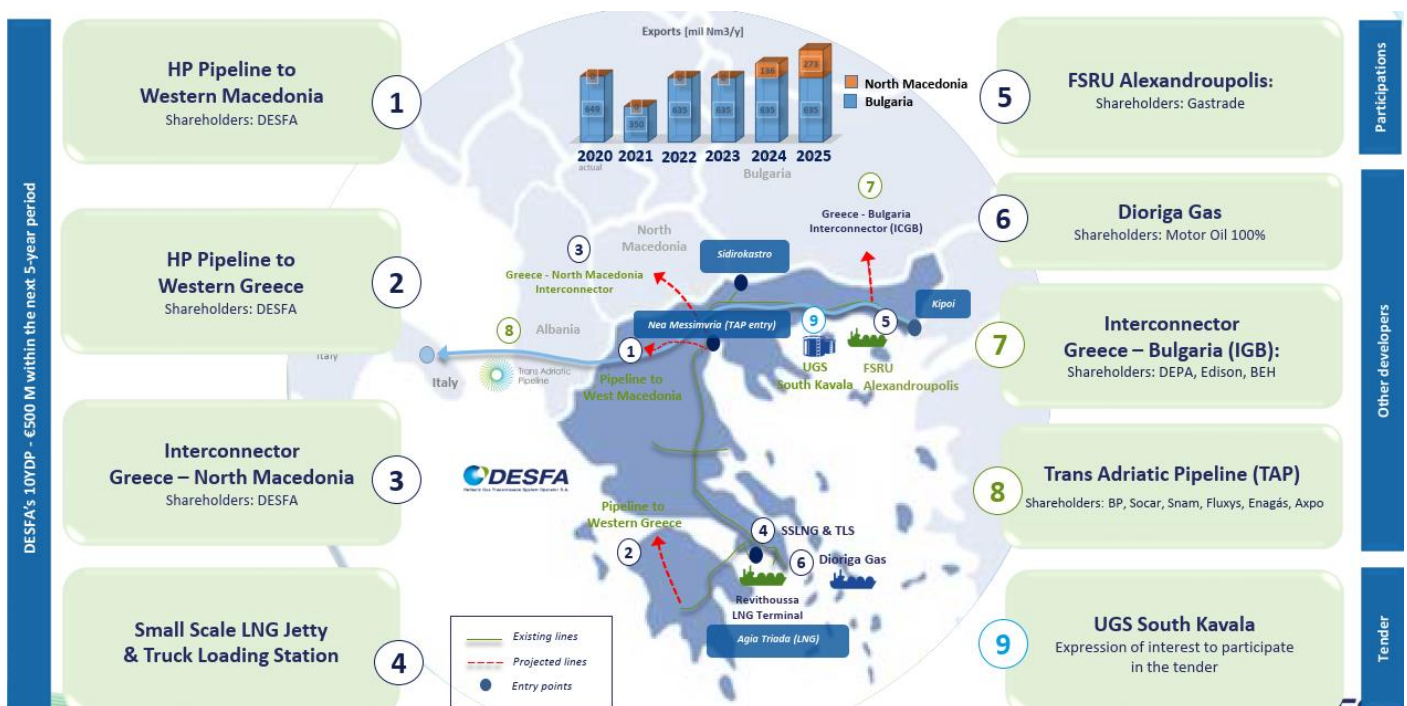 DESFA's 10YDP - €500 M within the next 5-year period
HP Pipeline to
Western Macedonia
Shareholders: DESFA
1
HP Pipeline to
Western Greece
Shareholders: DESFA
2
Interconnector
Greece – North Macedonia
Shareholders: DESFA
3
Small Scale LNG Jetty
& Truck Loading Station
4
Exports [mil Nm3/y]
North Macedonia
Bulgaria
0
649
0
350
0
635
0
635
186
635
273
635
2020
2021
2022
2023
2024
2025
actual
Bulgaria
7
Greece - Bulgaria
Interconnector (ICGB)
North
Macedonia
3
Greece - North Macedonia
Interconnector
Sidirokastro
Kipoi
Nea Messimvria (TAP entry)
8
Albania
1
9
5
Italy
Italy
Trans Adriatic
Pipeline
Pipeline to
West Macedonia
UGS
South Kavala
FSRU
Alexandroupolis
DESFA
Pipeline to
Western Greece
2
4
SSLNG & TLS
6
Dioriga Gas
Revithoussa
LNG Terminal
Agia Triada (LNG)
Existing lines
Projected lines
Entry points
5
FSRU Alexandroupolis:
Shareholders: Gastrade
6
Dioriga Gas
Shareholders: Motor Oil 100%
7
Interconnector
Greece – Bulgaria (IGB):
Shareholders: DEPA, Edison, BEH
8
Trans Adriatic Pipeline (TAP)
Shareholders: BP, Socar, Snam, Fluxys, Enagás, Axpo
9
UGS South Kavala
Expression of interest to participate
in the tender
Participations
Other developers
Tender